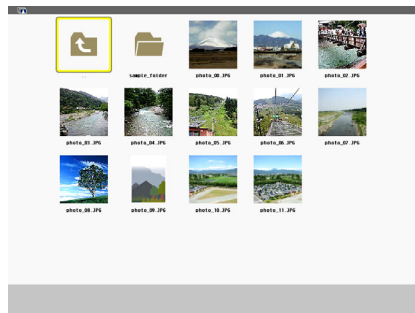 ...
sample_folder
photo_00.JPG
photo_01.JPG
photo_02.JPG
photo_03.JPG
photo_04.JPG
photo_05.JPG
photo_06.JPG
photo_07.JPG
photo_08.JPG
photo_09.JPG
photo_10.JPG
photo_11.JPG